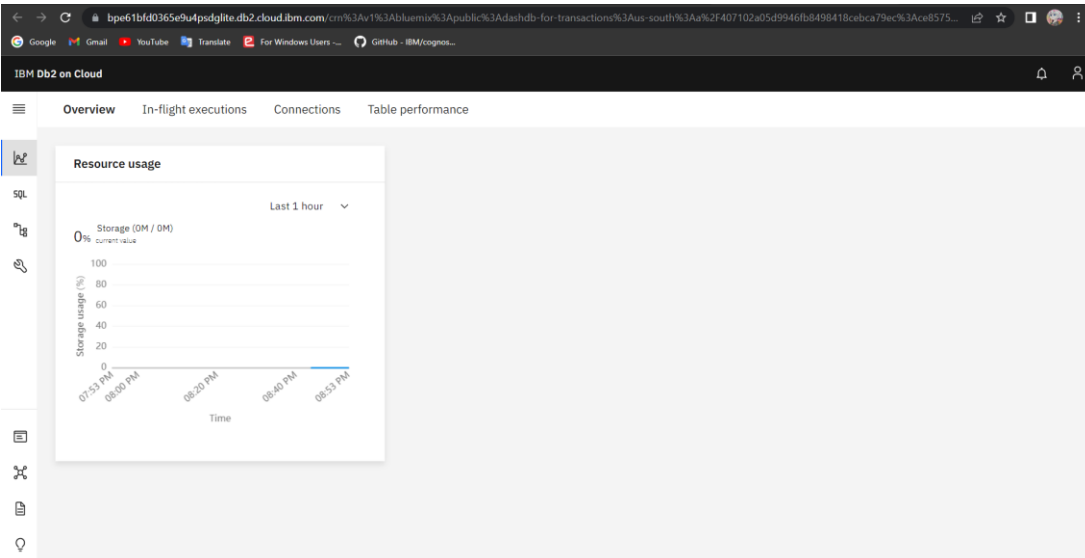 bpe61bfd0365e9u4psdglite.db2.cloud.ibm.com/crn%3Av1%3Abluemix%3Apublic%3Adashdb-for-transactions%3Aus-south%3Aa%2F407102a05d9946fb8498418cebca79ec%3Ace8575...
Google Gmail YouTube Translate For Windows Users -... GitHub - IBM/cognos...
IBM Db2 on Cloud
Overview In-flight executions Connections Table performance
Resource usage
SQL
Last 1 hour
0% Storage (0M / 0M)
current value
Storage usage (%)
100
80
60
40
20
0
07:53 PM 08:00 PM 08:20 PM 08:40 PM 08:53 PM
Time